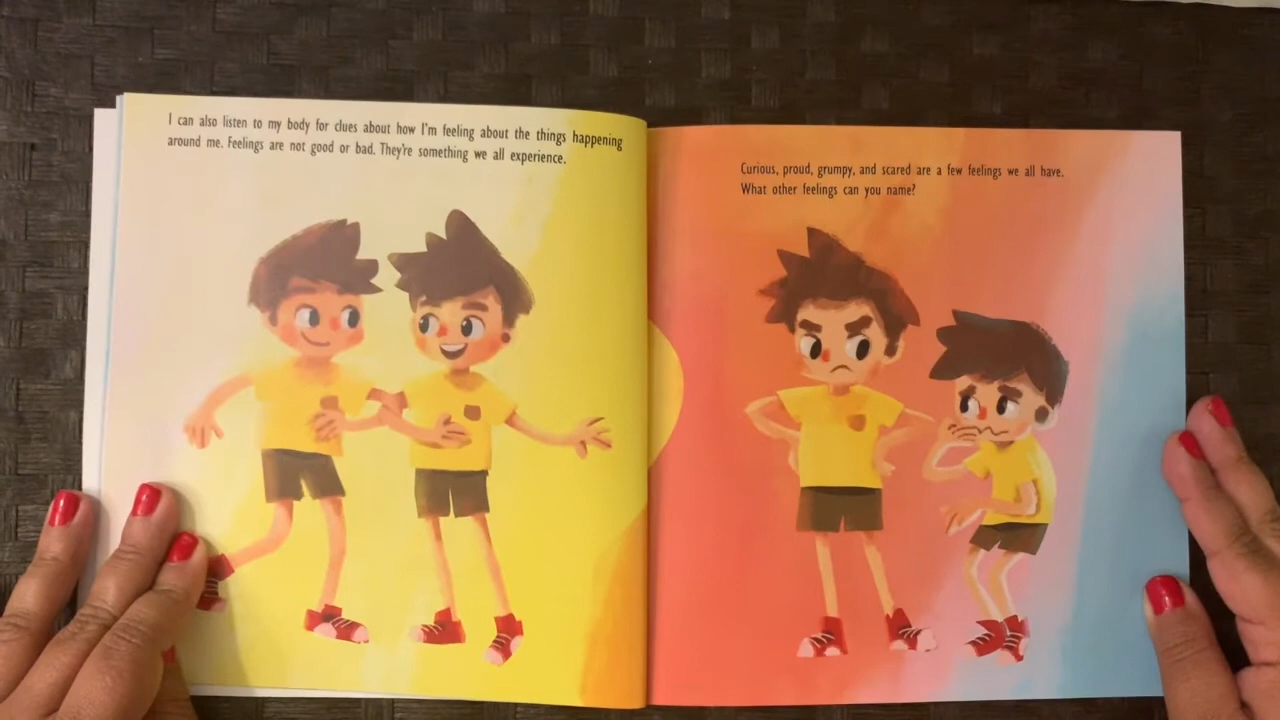 I can also listen to my body for clues about how I'm feeling about the things happening
around me. Feelings are not good or bad. They're something we all experience.
Curious, proud, grumpy, and scared are a few feelings we all have.
What other feelings can you name?